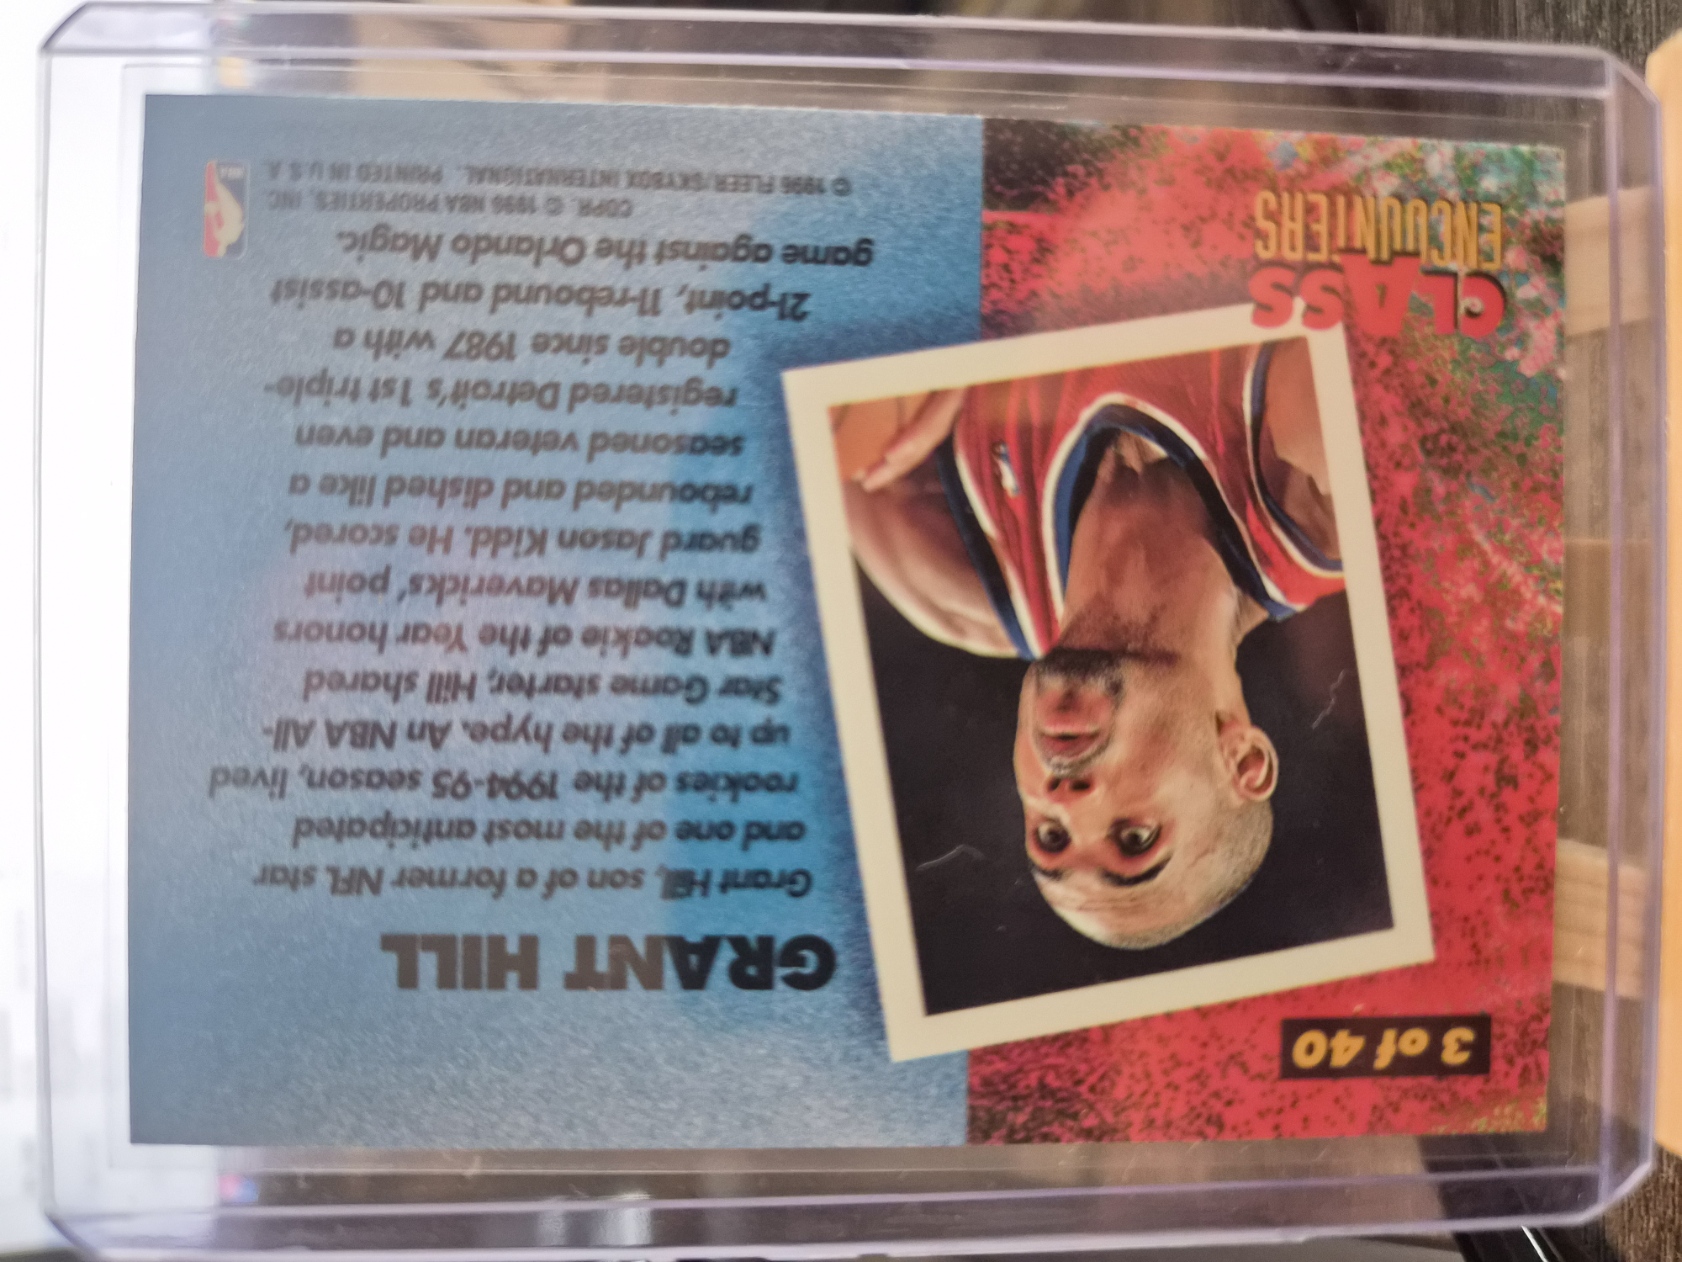 3 of 40
CLASS
ENCOUNTERS
GRANT HILL
Grant Hill, son of a former NFL star
and one of the most anticipated
rookies of the 1994-95 season, lived
up to all of the hype. An NBA All-
Star Game starter, Hill shared
NBA Rookie of the Year honors
with Dallas Mavericks' point
guard Jason Kidd. He scored,
rebounded and dished like a
seasoned veteran and even
registered Detroit's 1st triple-
double since 1987 with a
21-point, 11-rebound and 10-assist
game against the Orlando Magic.
COPR. © 1996 NBA PROPERTIES, INC.
© 1996 FLEER/SKYBOX INTERNATIONAL. PRINTED IN U.S.A.
NBA